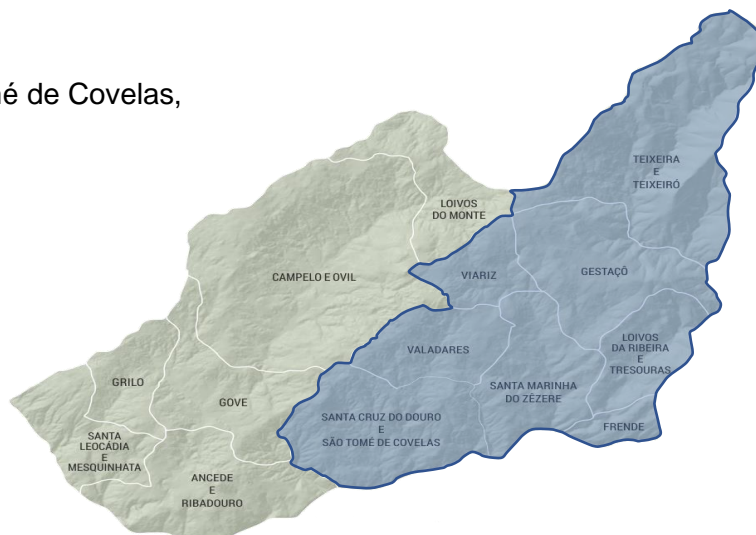 é de Covelas,
TEIXEIRA
E
TEIXEIRÓ
LOIVOS
DO MONTE
CAMPELO E OVIL
VIARIZ
GESTAÇÔ
VALADARES
LOIVOS
DA RIBEIRA
E
TRESOURAS
GRILO
GOVE
SANTA MARINHA
DO ZÊZERE
SANTA CRUZ DO DOURO
E
SÃO TOMÉ DE COVELAS
FRENDE
SANTA
LEOCÁDIA
E
MESQUINHATA
ANCEDE
E
RIBADOURO